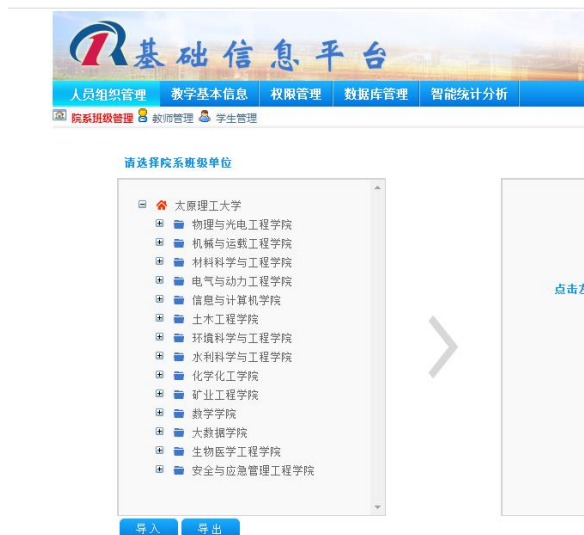 基础信息平台
人员组织管理 教学基本信息 权限管理 数据库管理 智能统计分析
院系班级管理 教师管理 学生管理
请选择院系班级单位
太原理工大学
物理与光电工程学院
机械与运载工程学院
材料科学与工程学院
电气与动力工程学院
信息与计算机学院
土木工程学院
环境科学与工程学院
水利科学与工程学院
化学化工学院
矿业工程学院
数学学院
大数据学院
生物医学工程学院
安全与应急管理工程学院
点击左
导入 导出